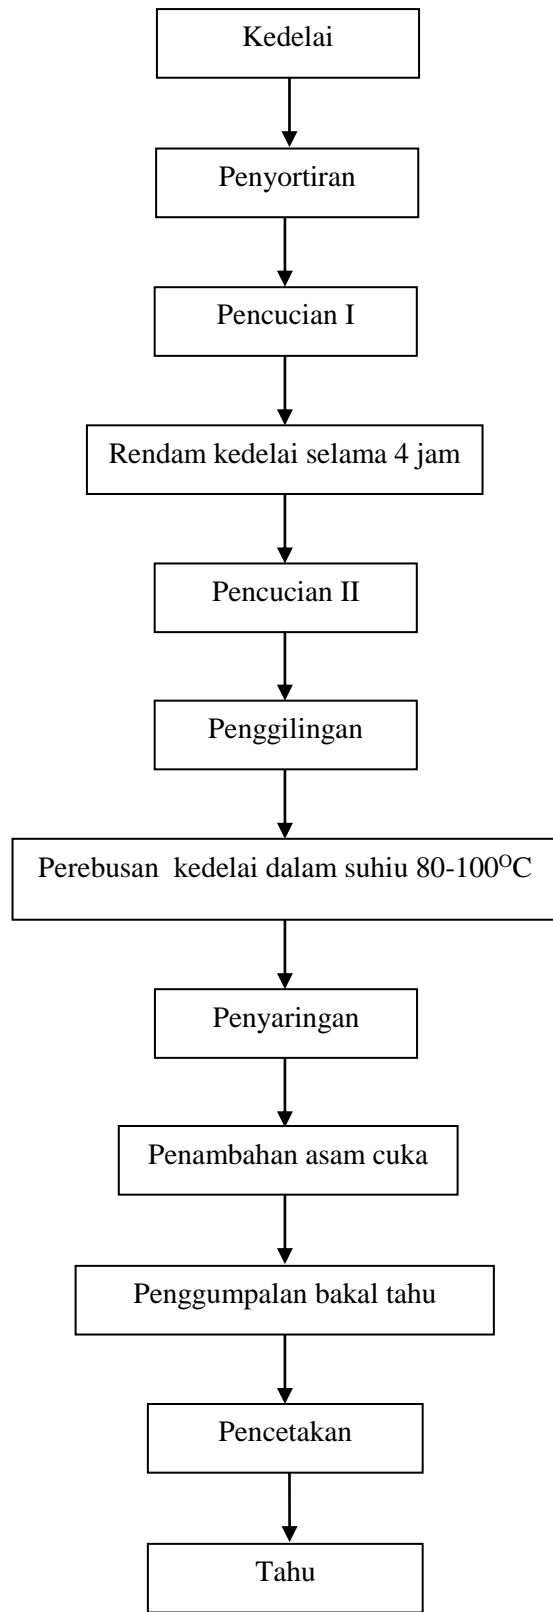 Kedelai
Penyortiran
Pencucian I
Rendam kedelai selama 4 jam
Pencucian II
Penggilingan
Perebusan  kedelai dalam suhiu 80-100ᴼC
Penyaringan
Penambahan asam cuka
Penggumpalan bakal tahu
Pencetakan
Tahu